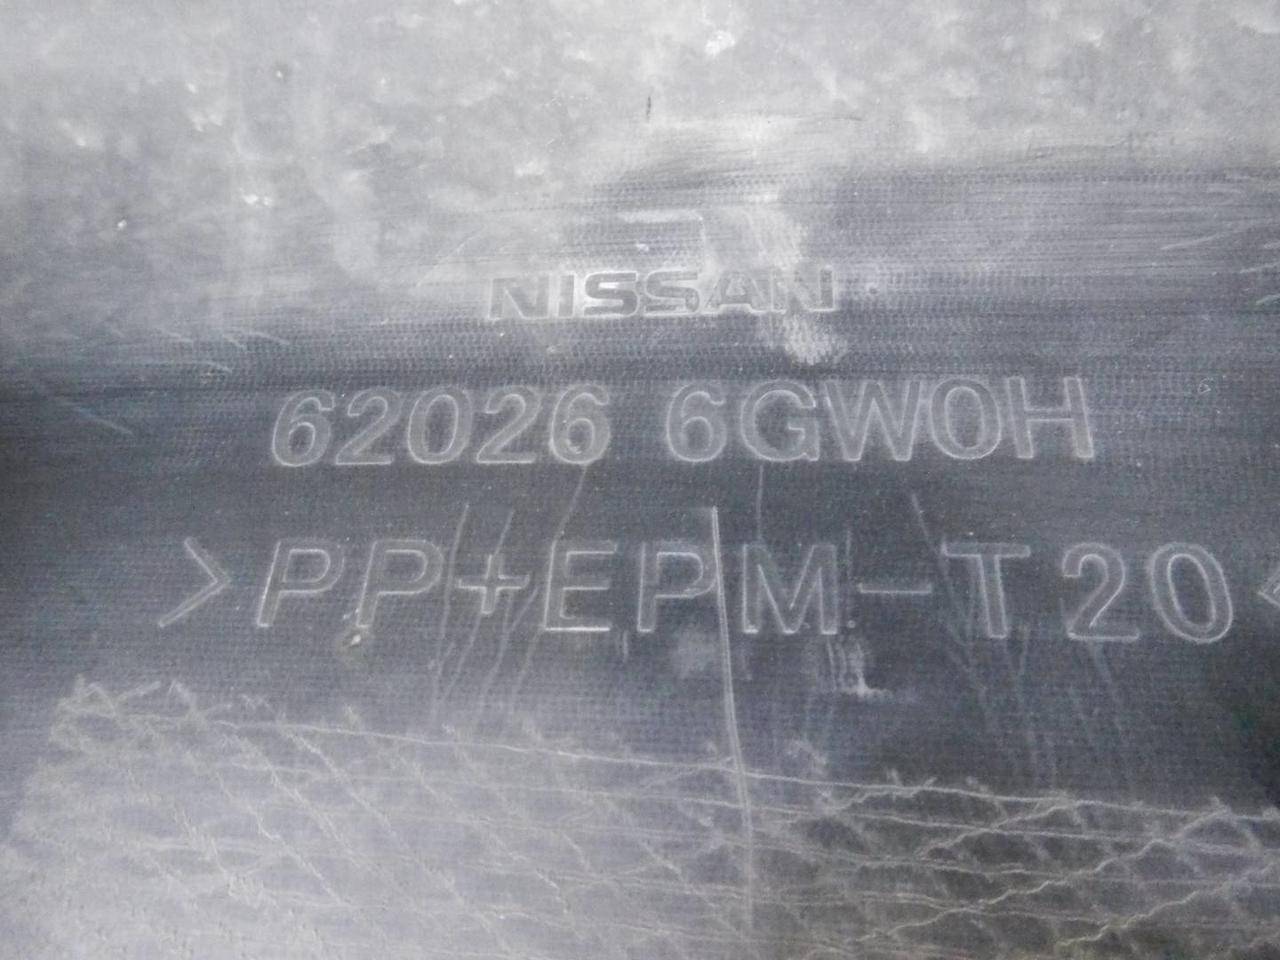 NISSAN
62026 6GW0H
>PP+EPM-T20<